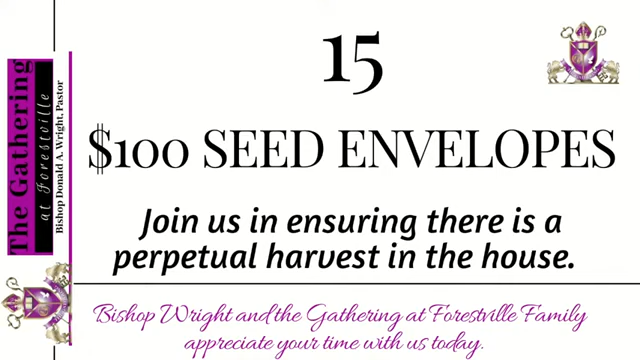 15
$100 SEED ENVELOPES
Join us in ensuring there is a
perpetual harvest in the house.
The Gathering
at Forestville
Bishop Donald A. Wright, Pastor
Bishop Wright and the Gathering at Forestville Family
appreciate your time with us today.